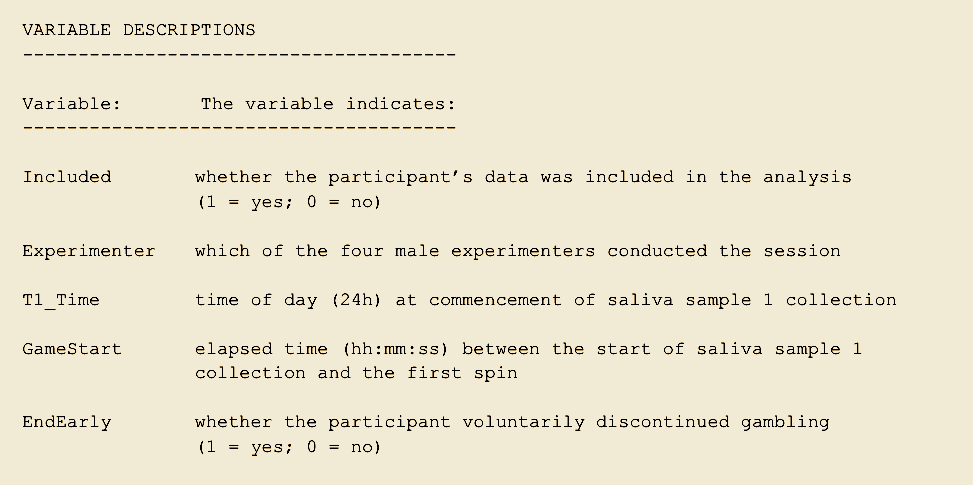 VARIABLE DESCRIPTIONS
---------------------------------------
Variable: The variable indicates:
---------------------------------------
Included whether the participant’s data was included in the analysis
(1 = yes; 0 = no)
Experimenter which of the four male experimenters conducted the session
T1_Time time of day (24h) at commencement of saliva sample 1 collection
GameStart elapsed time (hh:mm:ss) between the start of saliva sample 1
collection and the first spin
EndEarly whether the participant voluntarily discontinued gambling
(1 = yes; 0 = no)